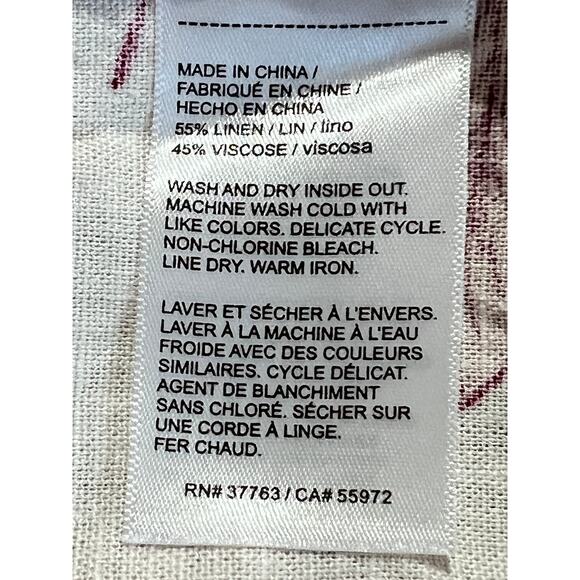 MADE IN CHINA /
FABRIQUÉ EN CHINE /
HECHO EN CHINA
55% LINEN / LIN / lino
45% VISCOSE / viscosa
WASH AND DRY INSIDE OUT.
MACHINE WASH COLD WITH
LIKE COLORS. DELICATE CYCLE.
NON-CHLORINE BLEACH.
LINE DRY. WARM IRON.
LAVER ET SÉCHER À L'ENVERS.
LAVER À LA MACHINE À L'EAU
FROIDE AVEC DES COULEURS
SIMILAIRES. CYCLE DÉLICAT.
AGENT DE BLANCHIMENT
SANS CHLORÉ. SÉCHER SUR
UNE CORDE À LINGE.
FER CHAUD.
RN# 37763 / CA# 55972